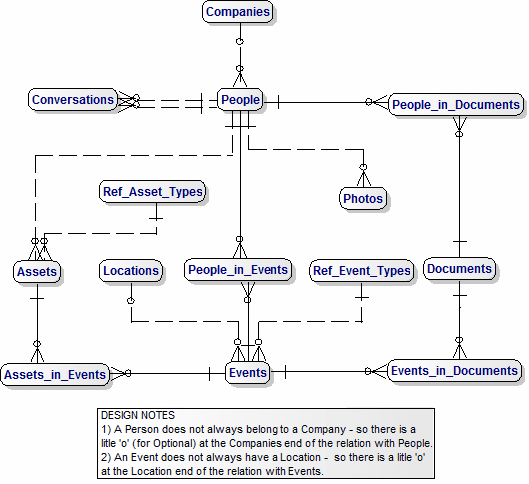 Companies
Conversations
People
People_in_Documents
Ref_Asset_Types
Photos
Assets
Locations
People_in_Events
Ref_Event_Types
Documents
Assets_in_Events
Events
Events_in_Documents
DESIGN NOTES
1) A Person does not always belong to a Company - so there is a
litle 'o' (for Optional) at the Companies end of the relation with People.
2) An Event does not always have a Location - so there is a litle 'o'
at the Location end of the relation with Events.